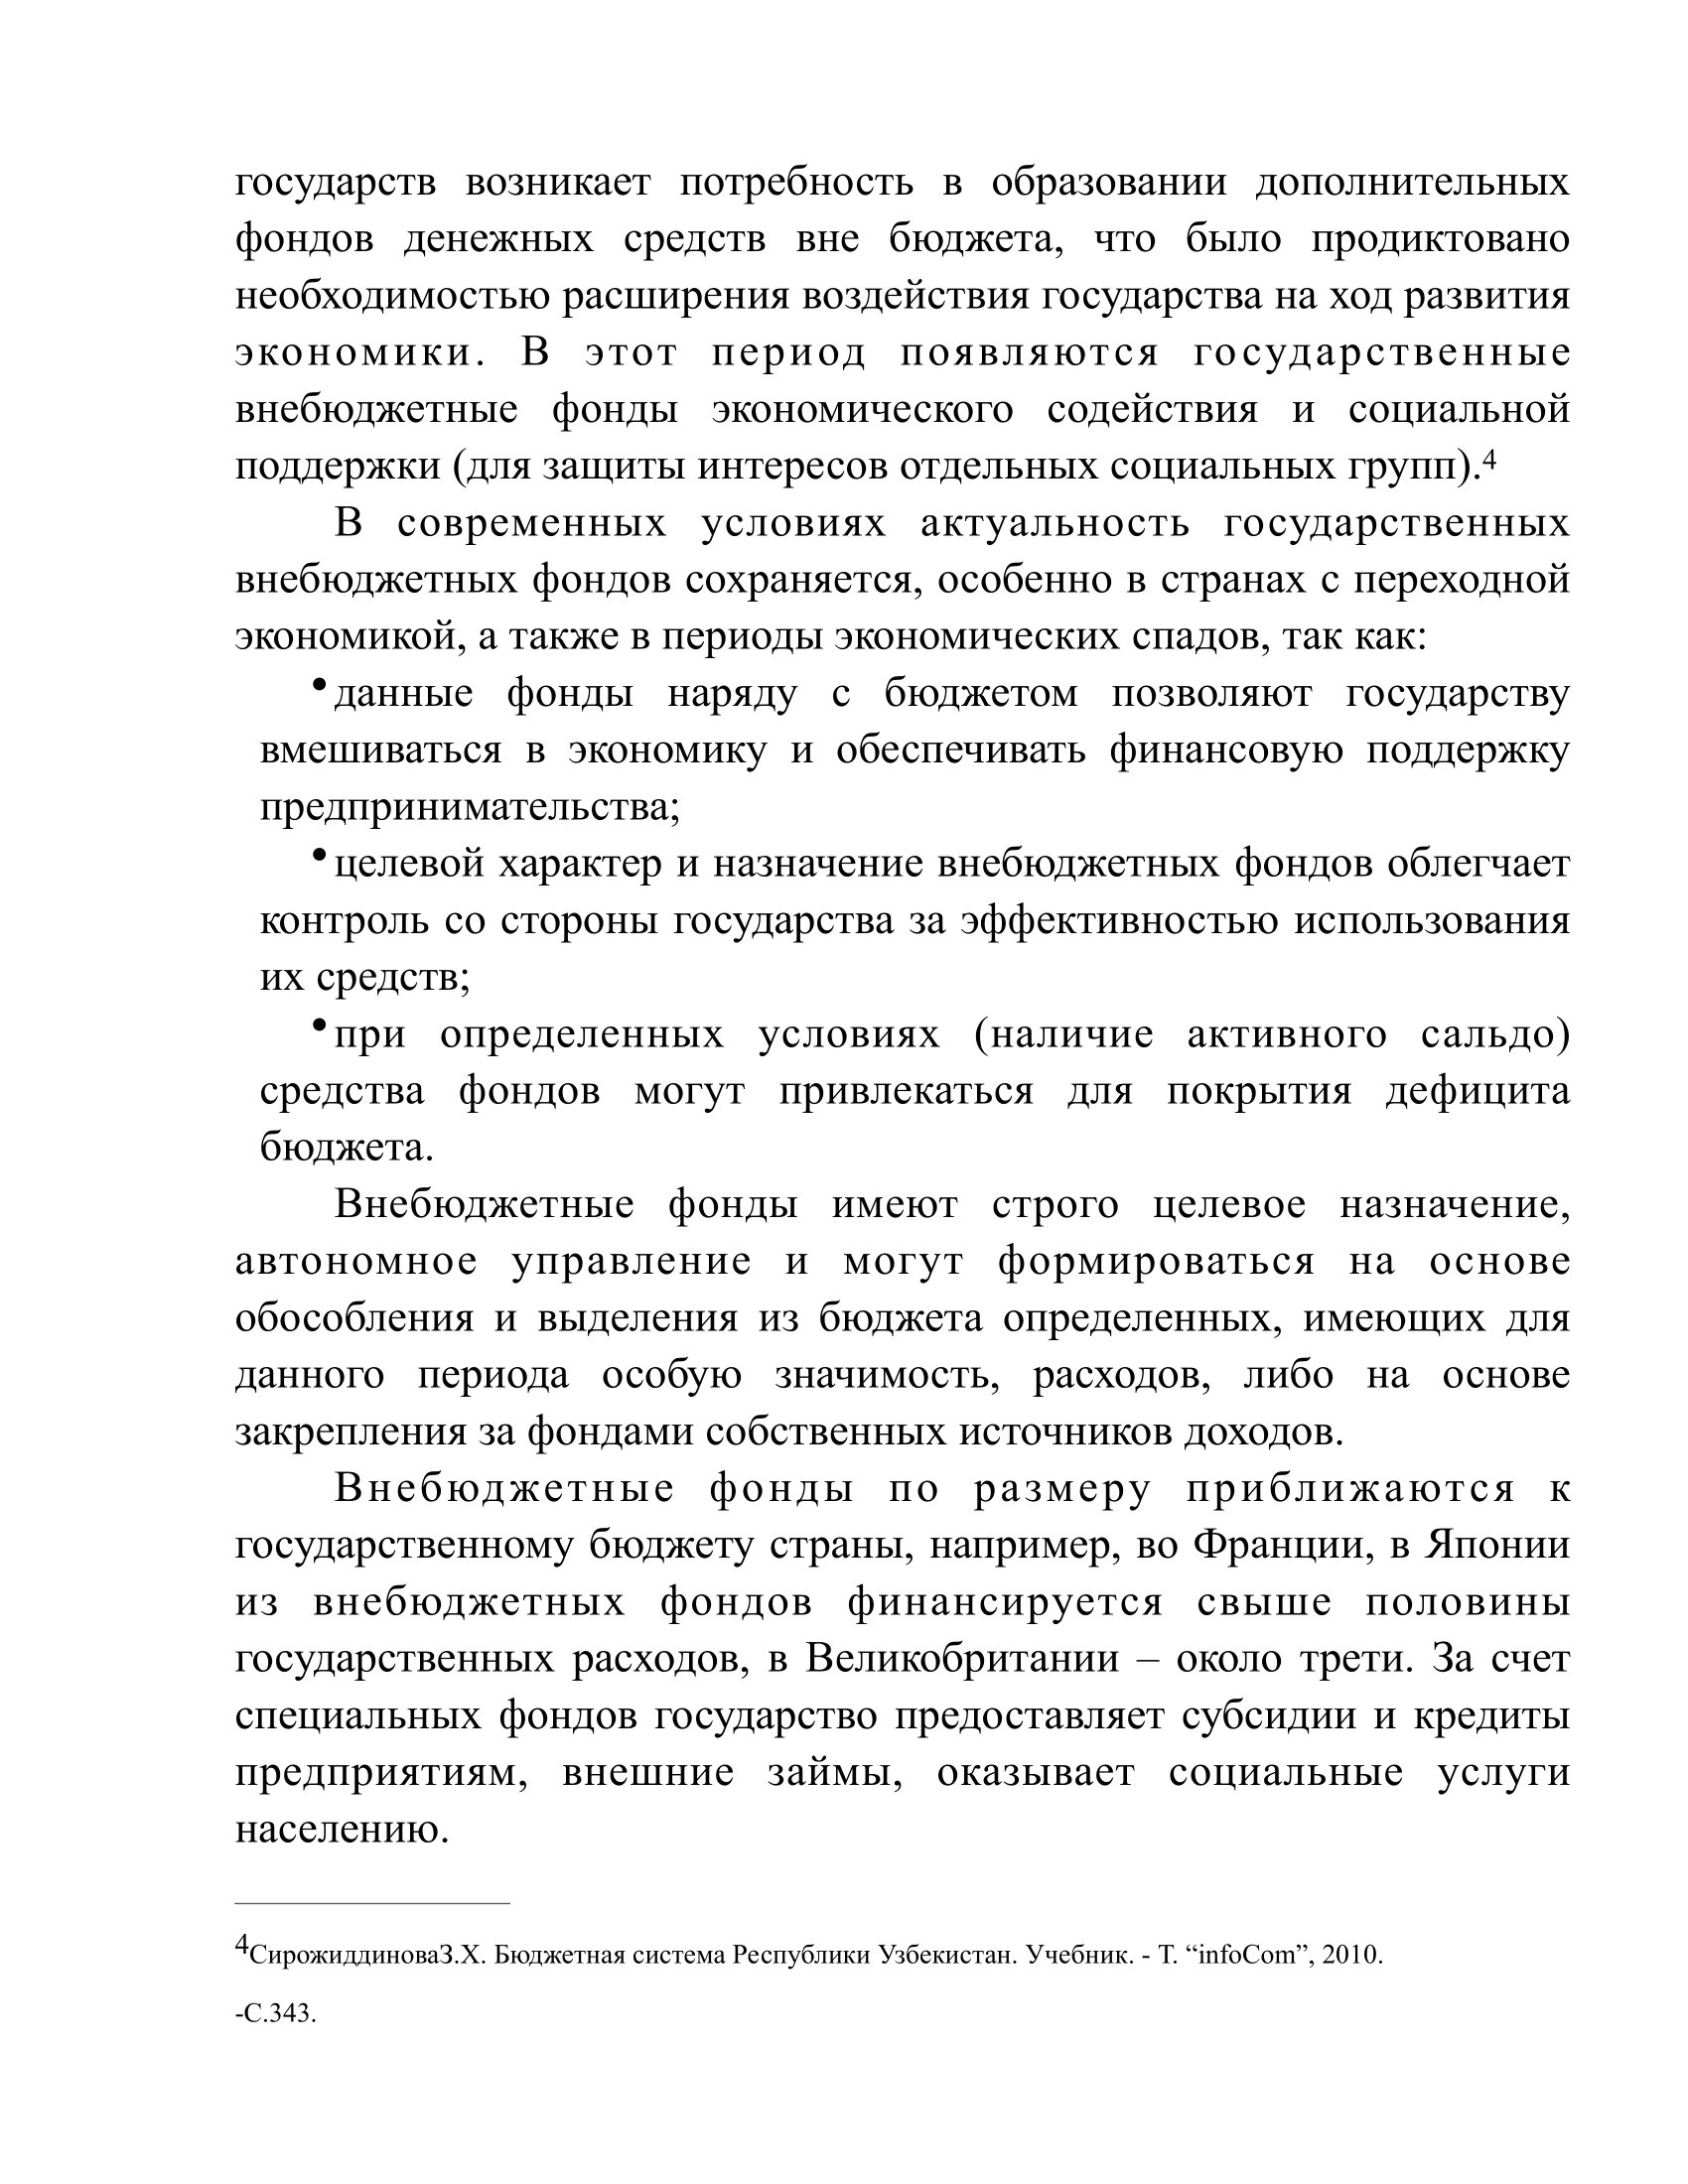 государств возникает потребность в образовании дополнительных
фондов денежных средств вне бюджета, что было продиктовано
необходимостью расширения воздействия государства на ход развития
экономики. В этот период появляются государственные
внебюджетные фонды экономического содействия и социальной
поддержки (для защиты интересов отдельных социальных групп).4
В современных условиях актуальность государственных
внебюджетных фондов сохраняется, особенно в странах с переходной
экономикой, а также в периоды экономических спадов, так как:
•данные фонды наряду с бюджетом позволяют государству
вмешиваться в экономику и обеспечивать финансовую поддержку
предпринимательства;
•целевой характер и назначение внебюджетных фондов облегчает
контроль со стороны государства за эффективностью использования
их средств;
•при определенных условиях (наличие активного сальдо)
средства фондов могут привлекаться для покрытия дефицита
бюджета.
Внебюджетные фонды имеют строго целевое назначение,
автономное управление и могут формироваться на основе
обособления и выделения из бюджета определенных, имеющих для
данного периода особую значимость, расходов, либо на основе
закрепления за фондами собственных источников доходов.
Внебюджетные фонды по размеру приближаются к
государственному бюджету страны, например, во Франции, в Японии
из внебюджетных фондов финансируется свыше половины
государственных расходов, в Великобритании – около трети. За счет
специальных фондов государство предоставляет субсидии и кредиты
предприятиям, внешние займы, оказывает социальные услуги
населению.
4СирожиддиноваЗ.Х. Бюджетная система Республики Узбекистан. Учебник. - Т. “infoCom”, 2010.
-С.343.